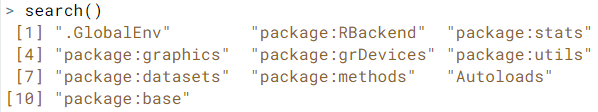 > search()
[1] ".GlobalEnv" "package:RBackend" "package:stats"
[4] "package:graphics" "package:grDevices" "package:utils"
[7] "package:datasets" "package:methods" "Autoloads"
[10] "package:base"